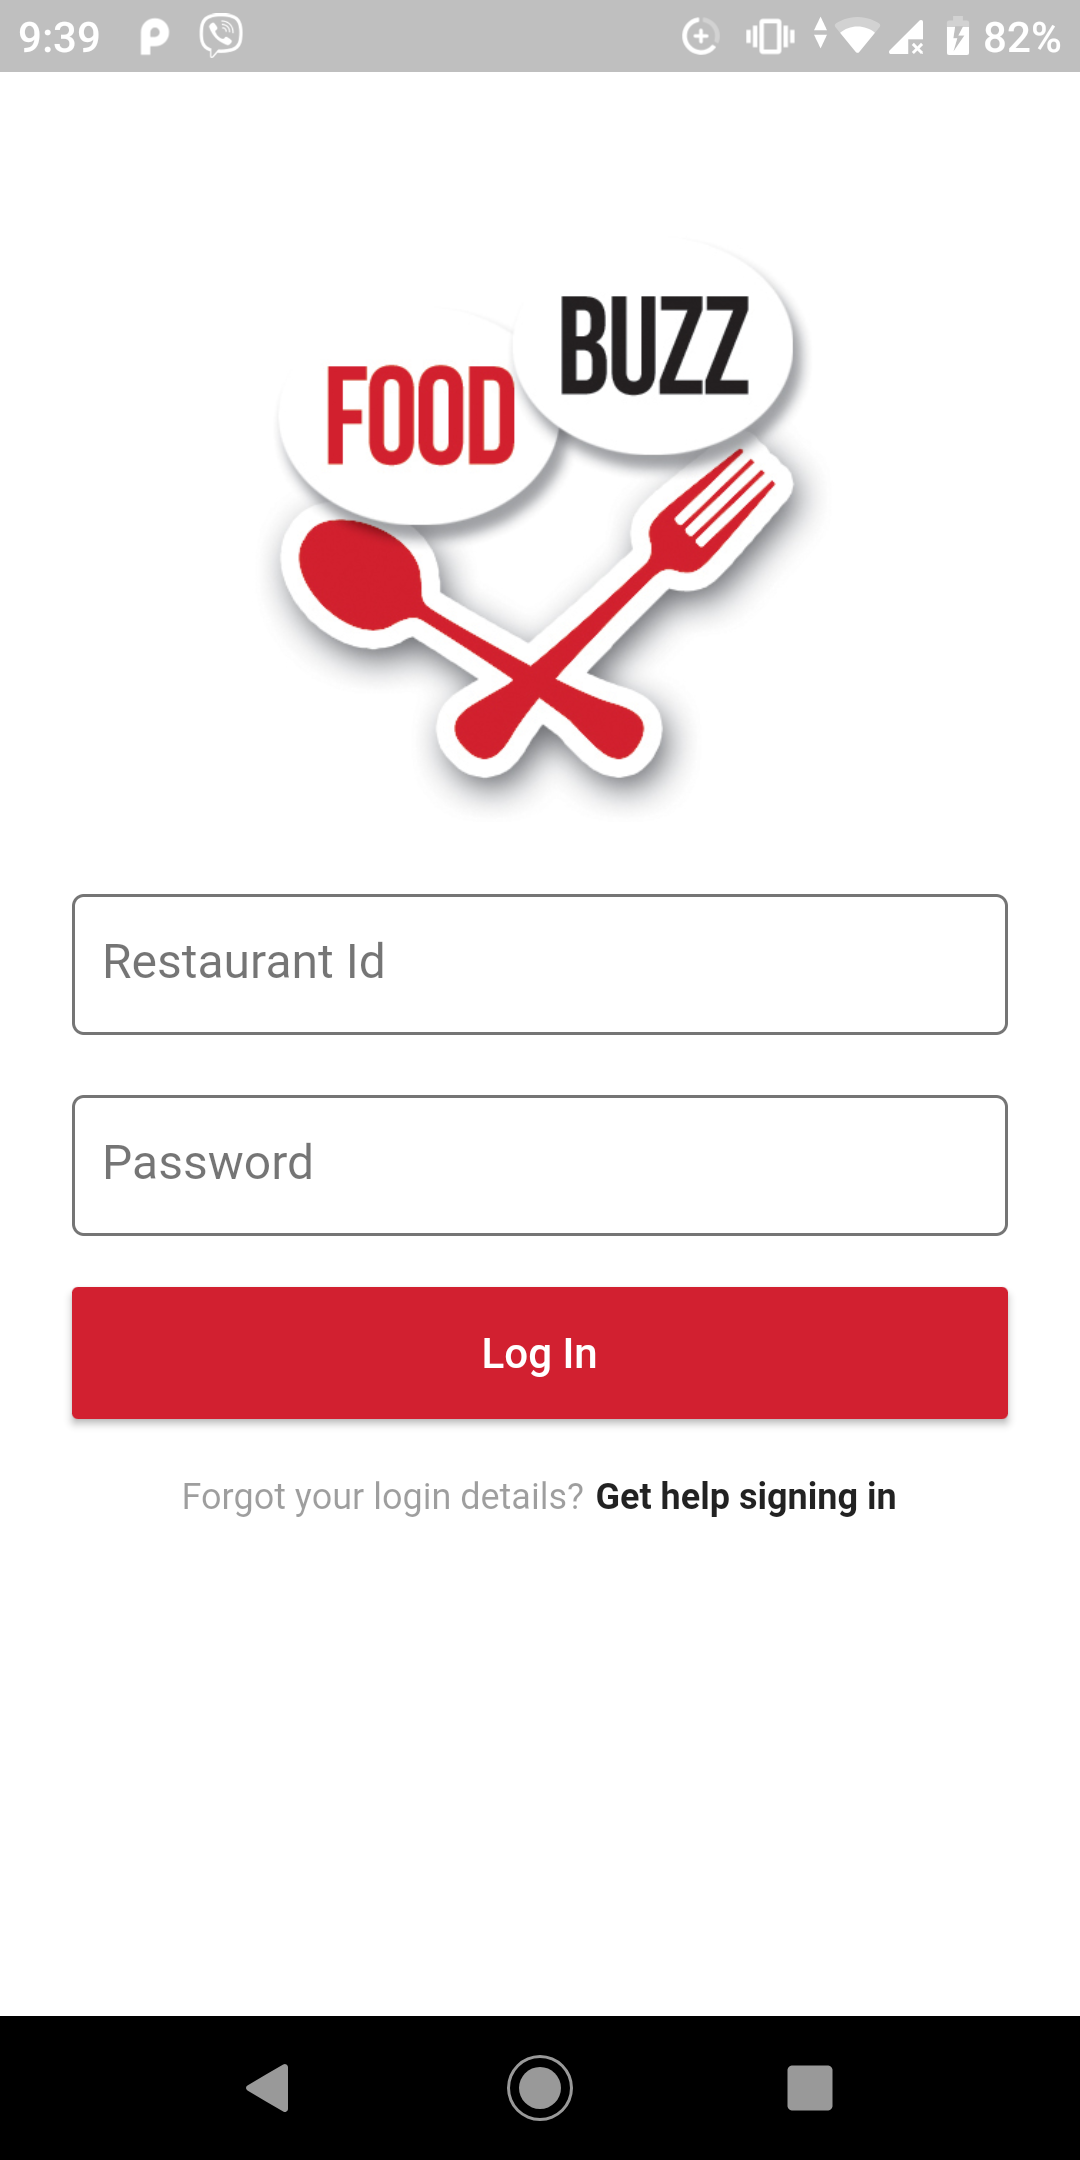 9:39
82%
BUZZ
FOOD
Restaurant Id
Password
Log In
Forgot your login details? Get help signing in